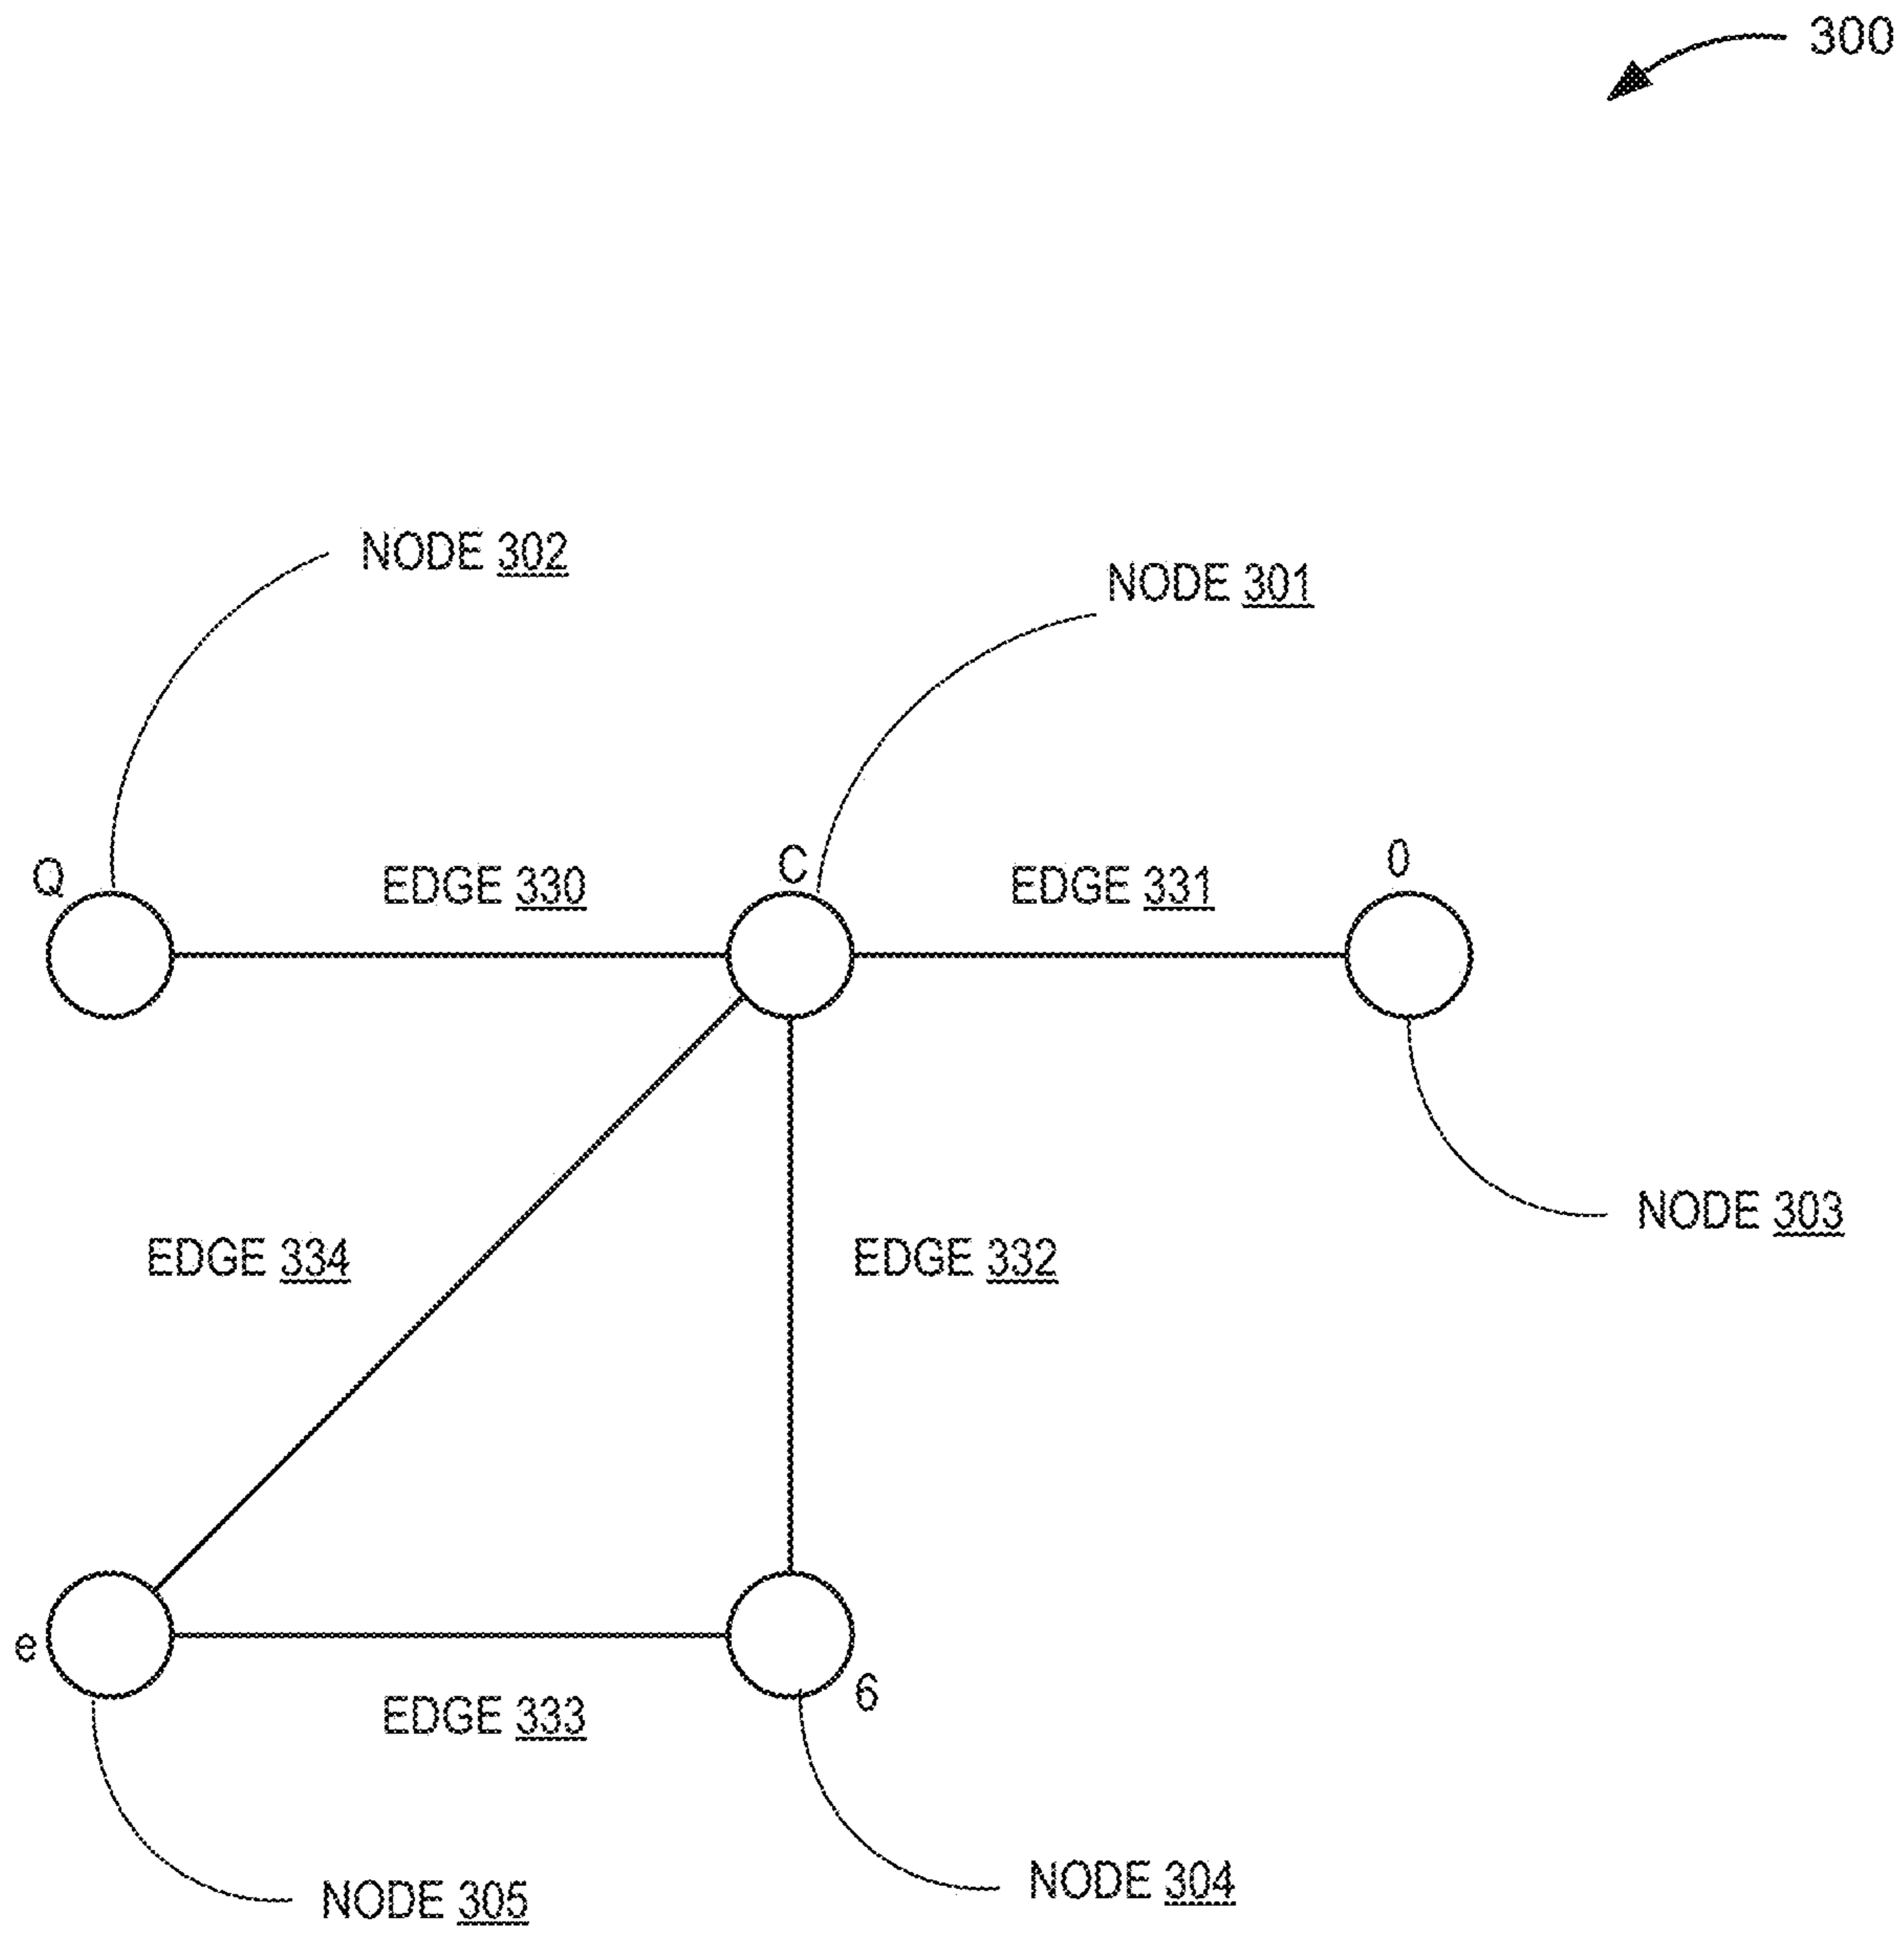 300
NODE 302
NODE 301
Q
EDGE 330
C
EDGE 331
0
NODE 303
EDGE 334
EDGE 332
e
6
EDGE 333
NODE 305
NODE 304